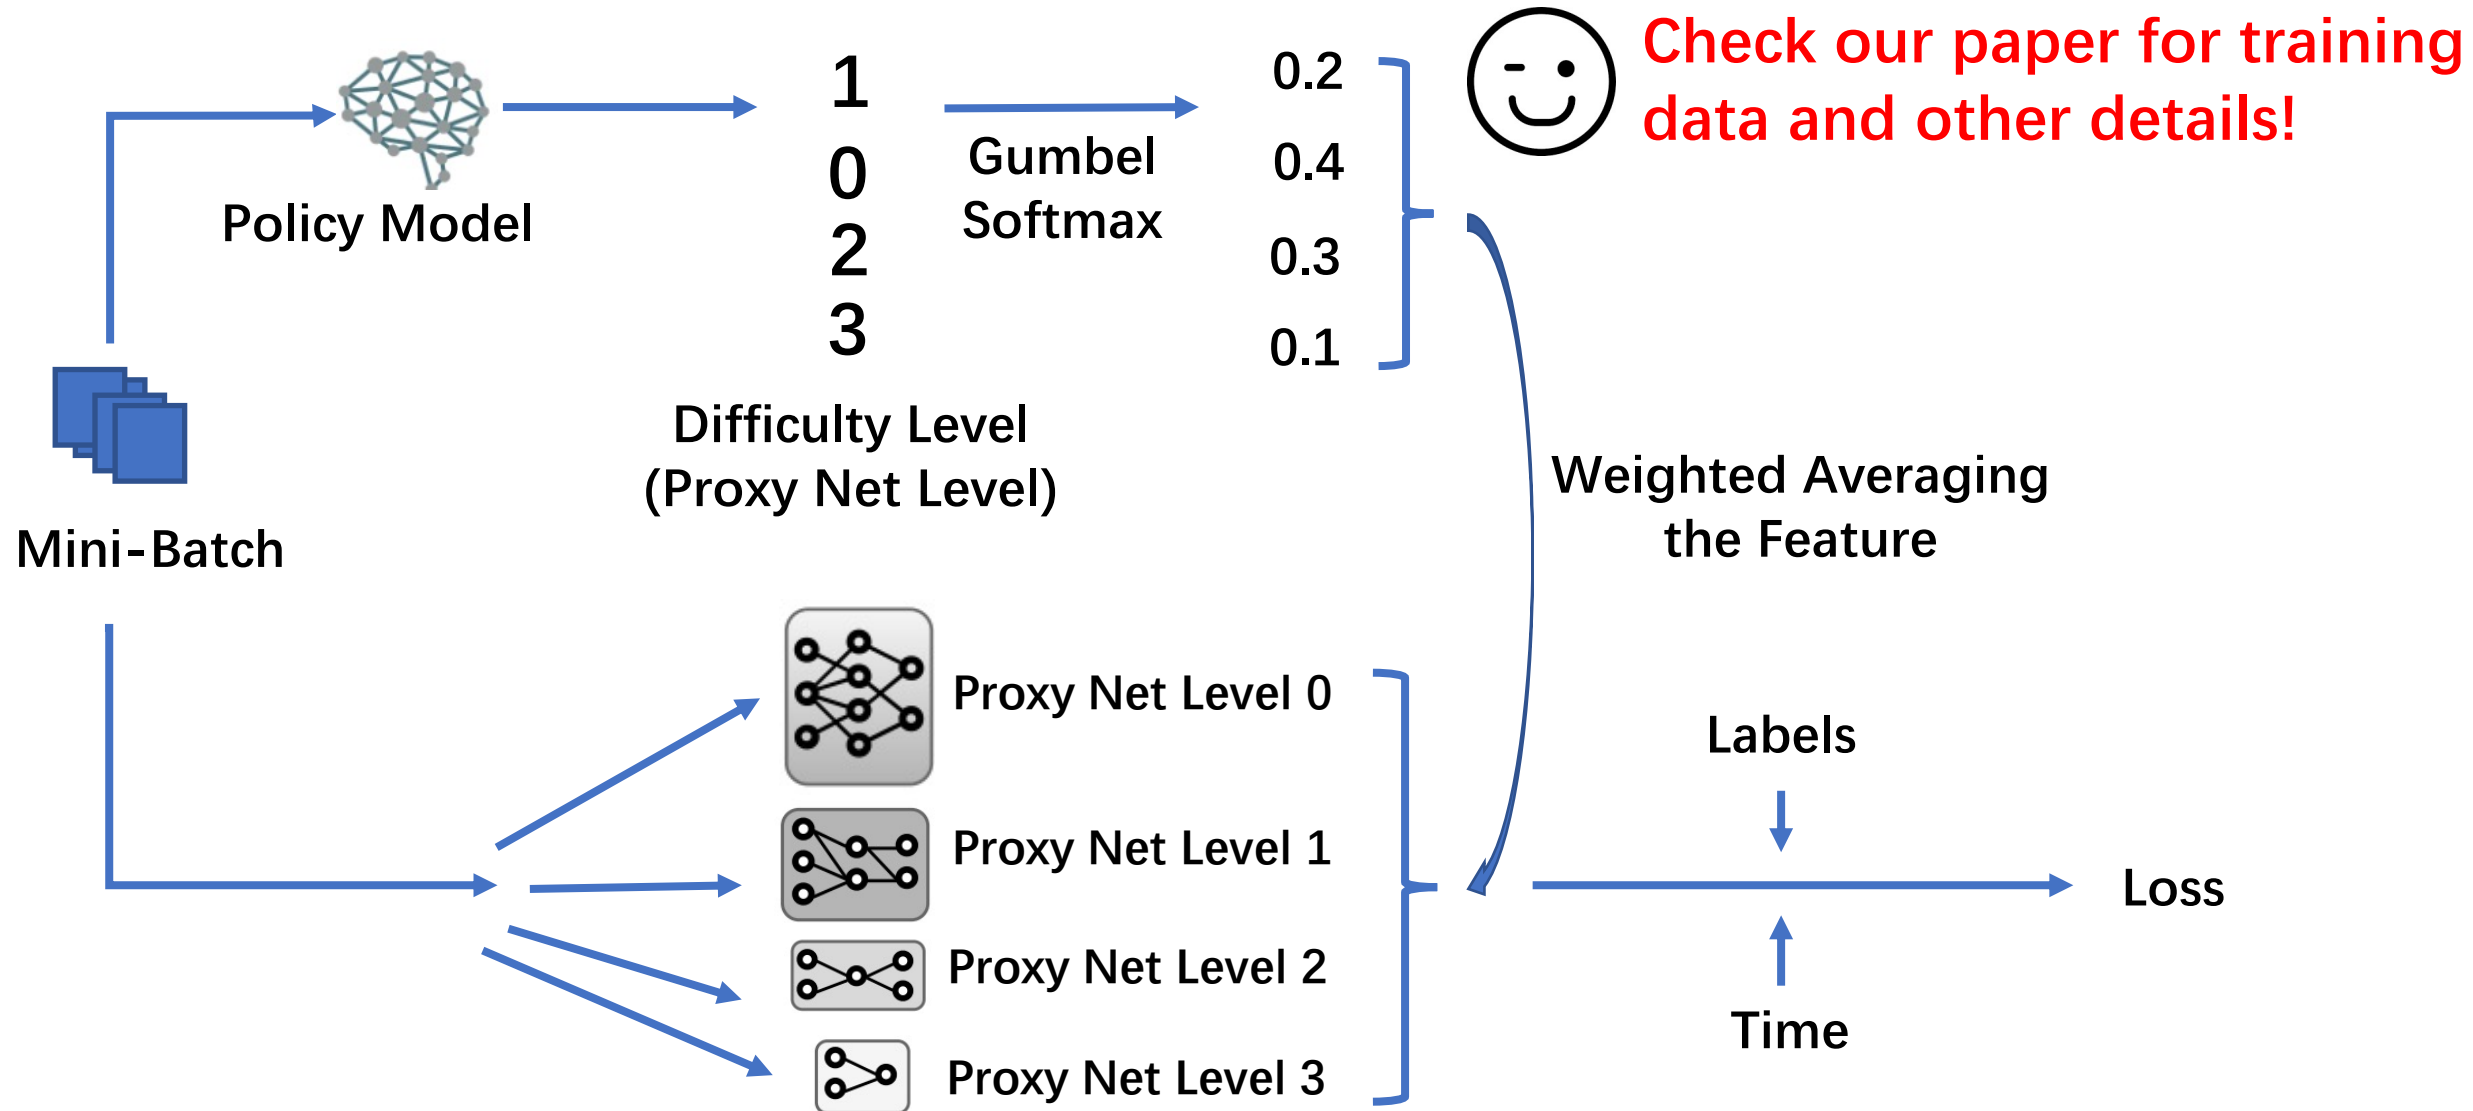 Check our paper for training
data and other details!
1
0
2
3
Gumbel
Softmax
0.2
0.4
0.3
0.1
Policy Model
Difficulty Level
(Proxy Net Level)
Mini-Batch
Weighted Averaging
the Feature
Proxy Net Level 0
Proxy Net Level 1
Proxy Net Level 2
Proxy Net Level 3
Labels
Loss
Time